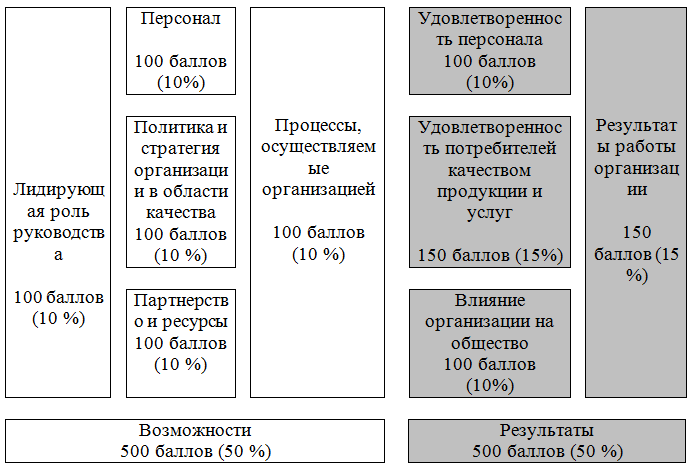 Лидирующ
ая роль
руководств
а
100 баллов
(10 %)
Персонал
100 баллов
(10%)
Политика и
стратегия
организаци
и в области
качества
100 баллов
(10 %)
Партнерств
о и ресурсы
100 баллов
(10 %)
Процессы,
осуществляем
ые
организацией
100 баллов
(10 %)
Удовлетвореннос
ть персонала
100 баллов
(10%)
Удовлетвореннос
ть потребителей
качеством
продукции и
услуг
150 баллов (15%)
Влияние
организации на
общество
100 баллов
(10%)
Результат
ы работы
организа
ции
150
баллов (15
%)
Возможности
500 баллов (50 %)
Результаты
500 баллов (50 %)